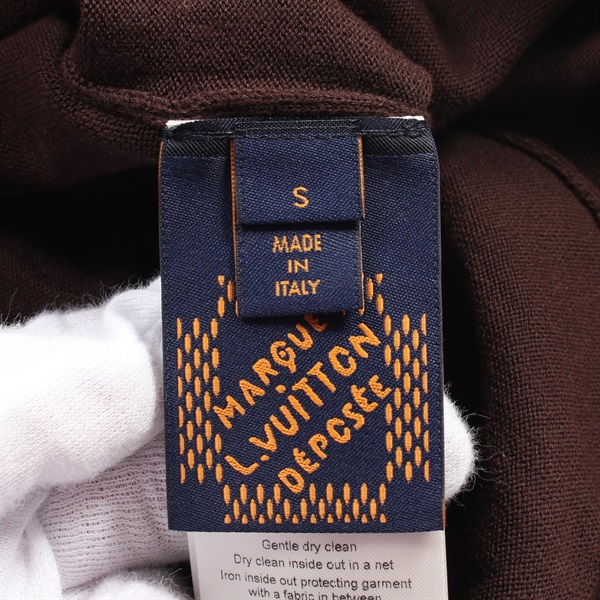 S
MADE
IN
ITALY
MARQUE
L.VUITTON
DÉPOSÉE
Gentle dry clean
Dry clean inside out in a net
Iron inside out protecting garment
with a fabric in between